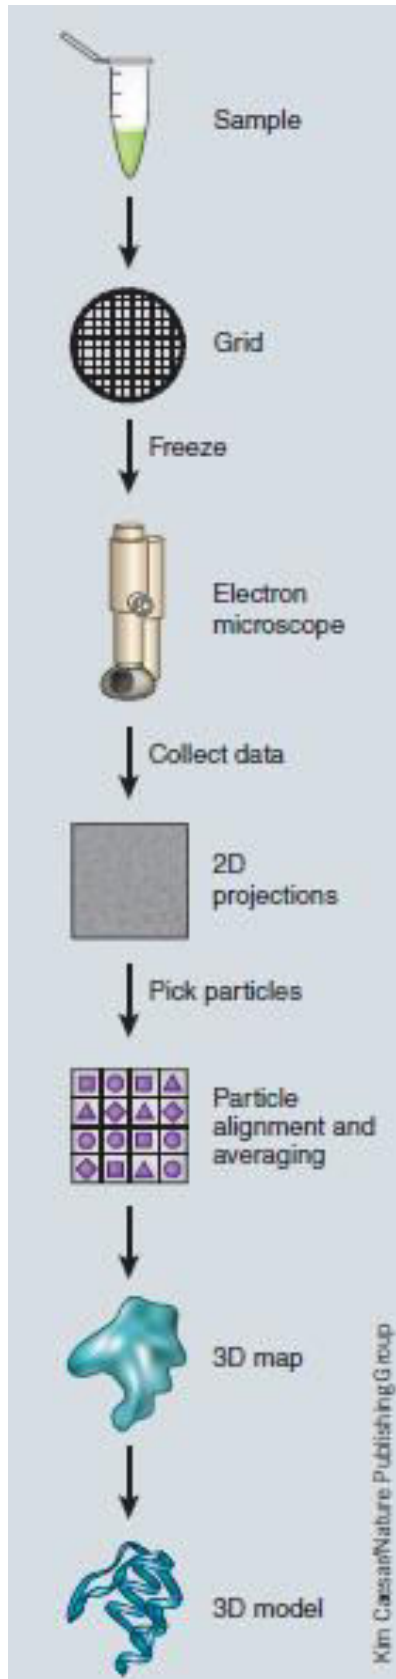 Sample
Grid
Freeze
Electron
microscope
Collect data
2D
projections
Pick particles
Particle
alignment and
averaging
3D map
3D model
Kim Caesar/Nature Publishing Group